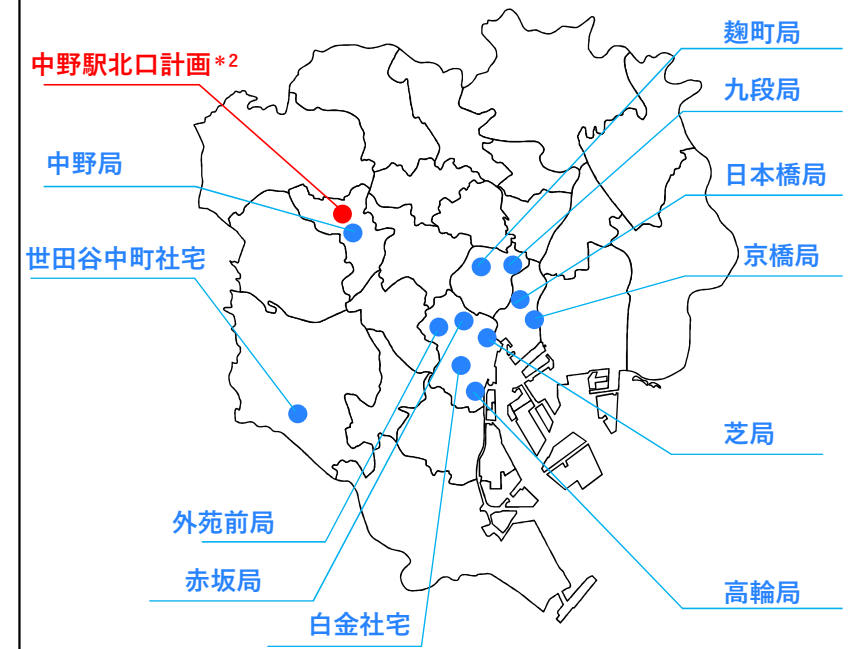 中野駅北口計画*2
中野局
世田谷中町社宅
外苑前局
赤坂局
白金社宅
麹町局
九段局
日本橋局
京橋局
芝局
高輪局